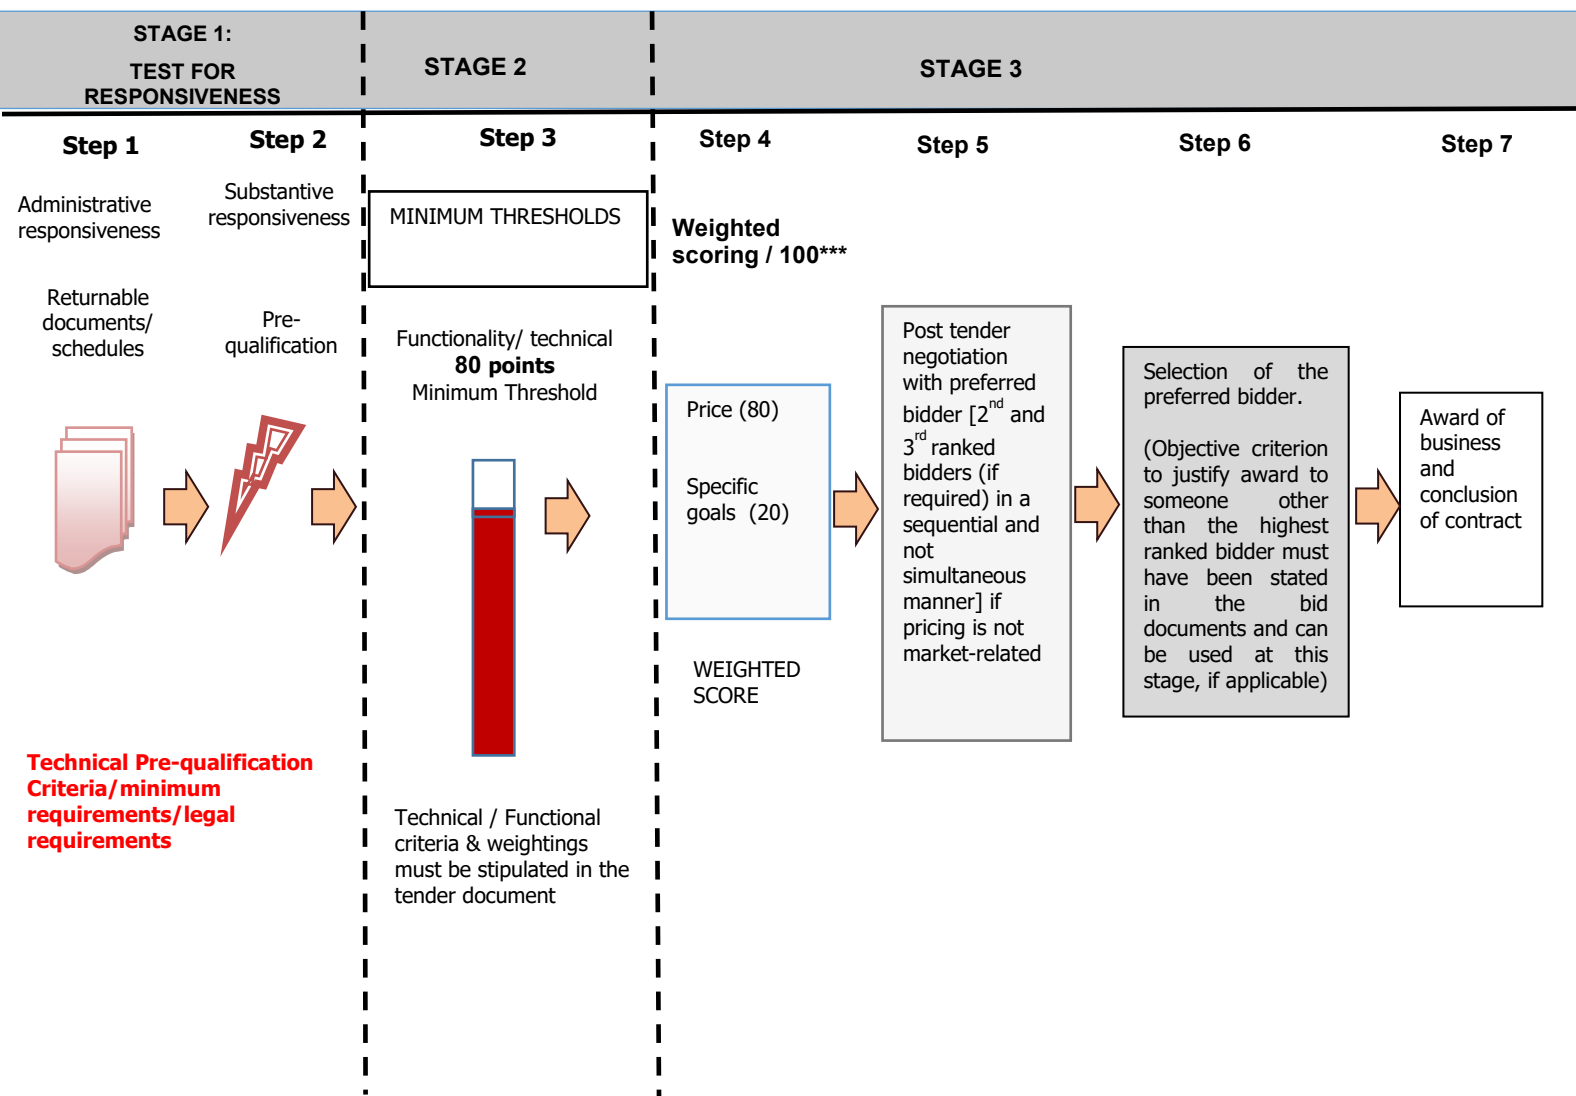 STAGE 1:
TEST FOR
RESPONSIVENESS
STAGE 2
STAGE 3
Step 1
Step 2
Step 3
Step 4
Step 5
Step 6
Step 7
Administrative
responsiveness
Returnable
documents/
schedules
Substantive
responsiveness
Pre-
qualification
Technical Pre-qualification
Criteria/minimum
requirements/legal
requirements
MINIMUM THRESHOLDS
Functionality/ technical
80 points
Minimum Threshold
Technical / Functional
criteria & weightings
must be stipulated in the
tender document
Weighted
scoring / 100***
Price (80)
Specific
goals (20)
WEIGHTED
SCORE
Post tender
negotiation
with preferred
bidder [2nd and
3rd ranked
bidders (if
required) in a
sequential and
not
simultaneous
manner] if
pricing is not
market-related
Selection of the
preferred bidder.
(Objective criterion
to justify award to
someone other
than the highest
ranked bidder must
have been stated
in the bid
documents and can
be used at this
stage, if applicable)
Award of
business
and
conclusion
of contract